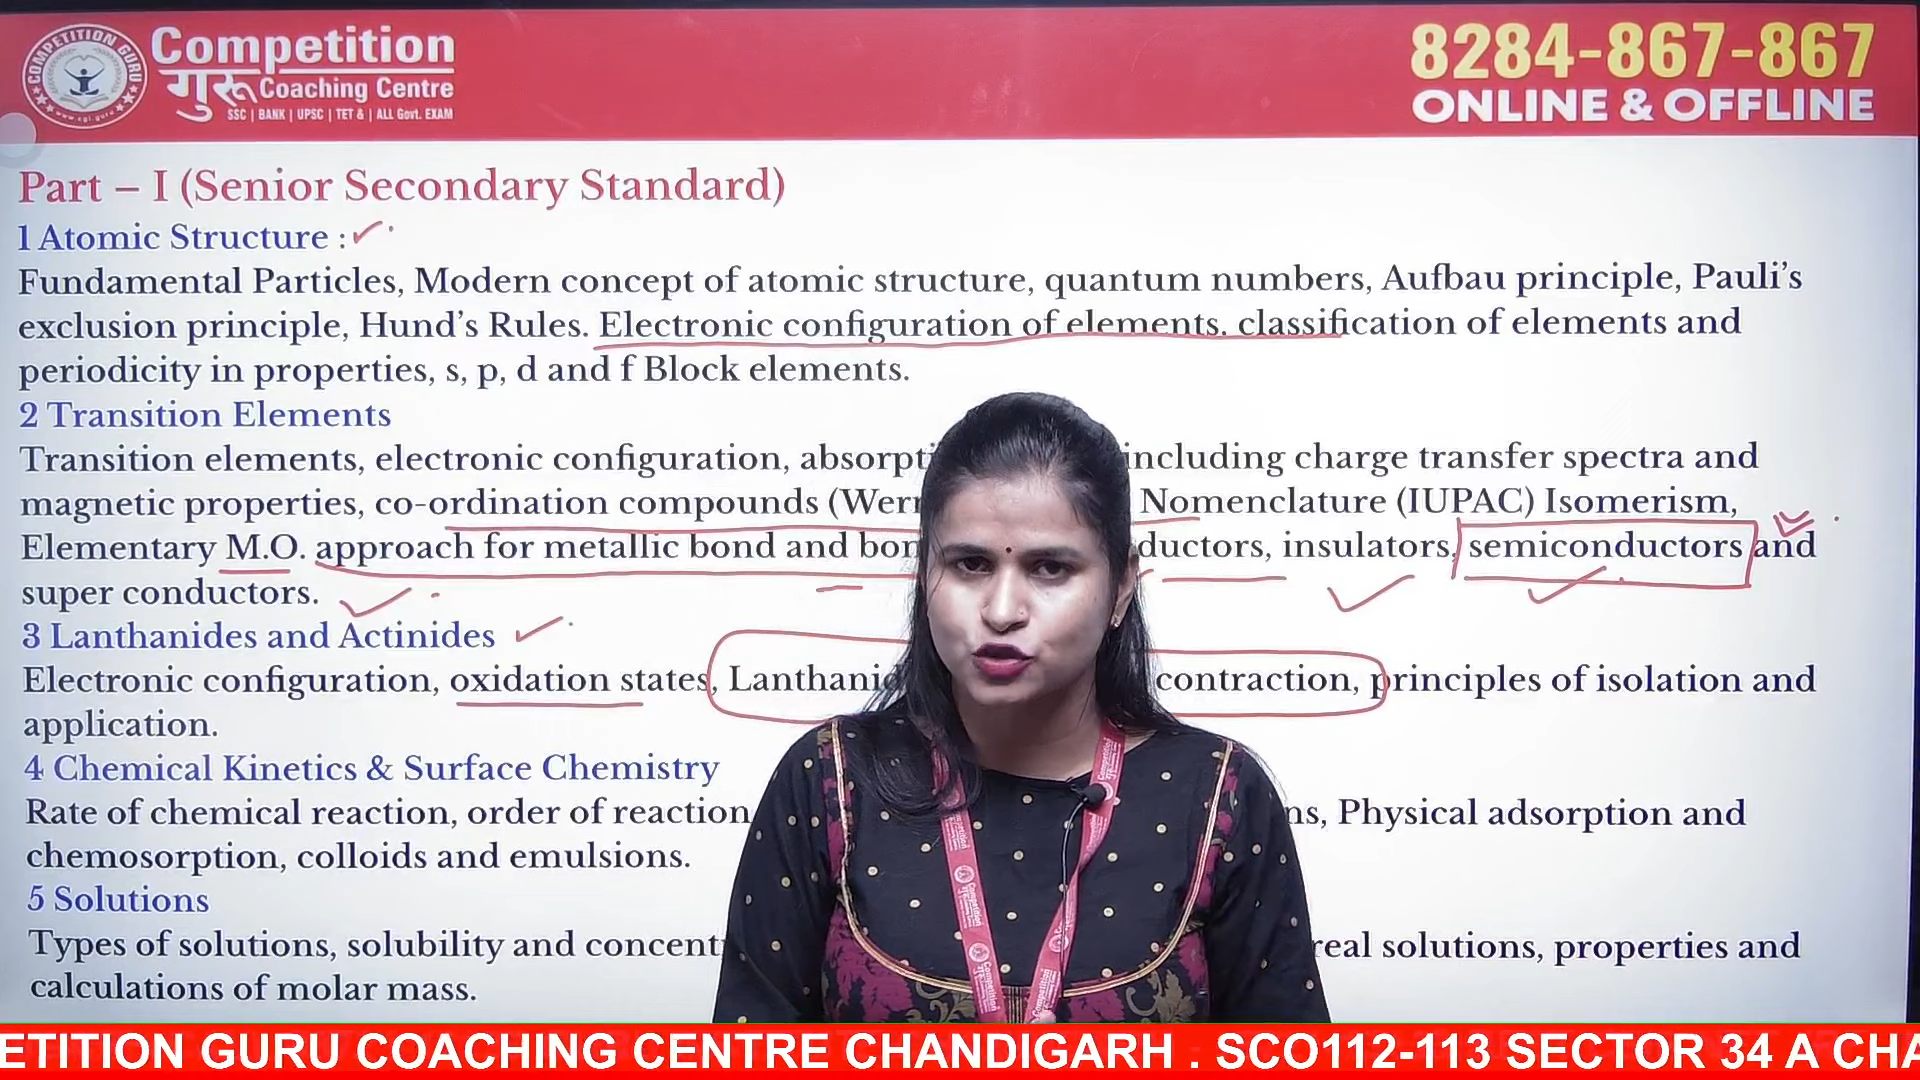 COMPETITION GURU
Competition
गुरू Coaching Centre
SSC | BANK | UPSC | TET & | ALL Govt. EXAM
8284-867-867
ONLINE & OFFLINE
Part – I (Senior Secondary Standard)
1 Atomic Structure :
Fundamental Particles, Modern concept of atomic structure, quantum numbers, Aufbau principle, Pauli’s
exclusion principle, Hund’s Rules. Electronic configuration of elements. classification of elements and
periodicity in properties, s, p, d and f Block elements.
2 Transition Elements
Transition elements, electronic configuration, absorpti including charge transfer spectra and
magnetic properties, co-ordination compounds (Wern Nomenclature (IUPAC) Isomerism,
Elementary M.O. approach for metallic bond and bon ductors, insulators, semiconductors and
super conductors.
3 Lanthanides and Actinides
Electronic configuration, oxidation states, Lanthanid contraction, principles of isolation and
application.
4 Chemical Kinetics & Surface Chemistry
Rate of chemical reaction, order of reaction ns, Physical adsorption and
chemosorption, colloids and emulsions.
5 Solutions
Types of solutions, solubility and concent real solutions, properties and
calculations of molar mass.
ETITION GURU COACHING CENTRE CHANDIGARH . SCO112-113 SECTOR 34 A CHA